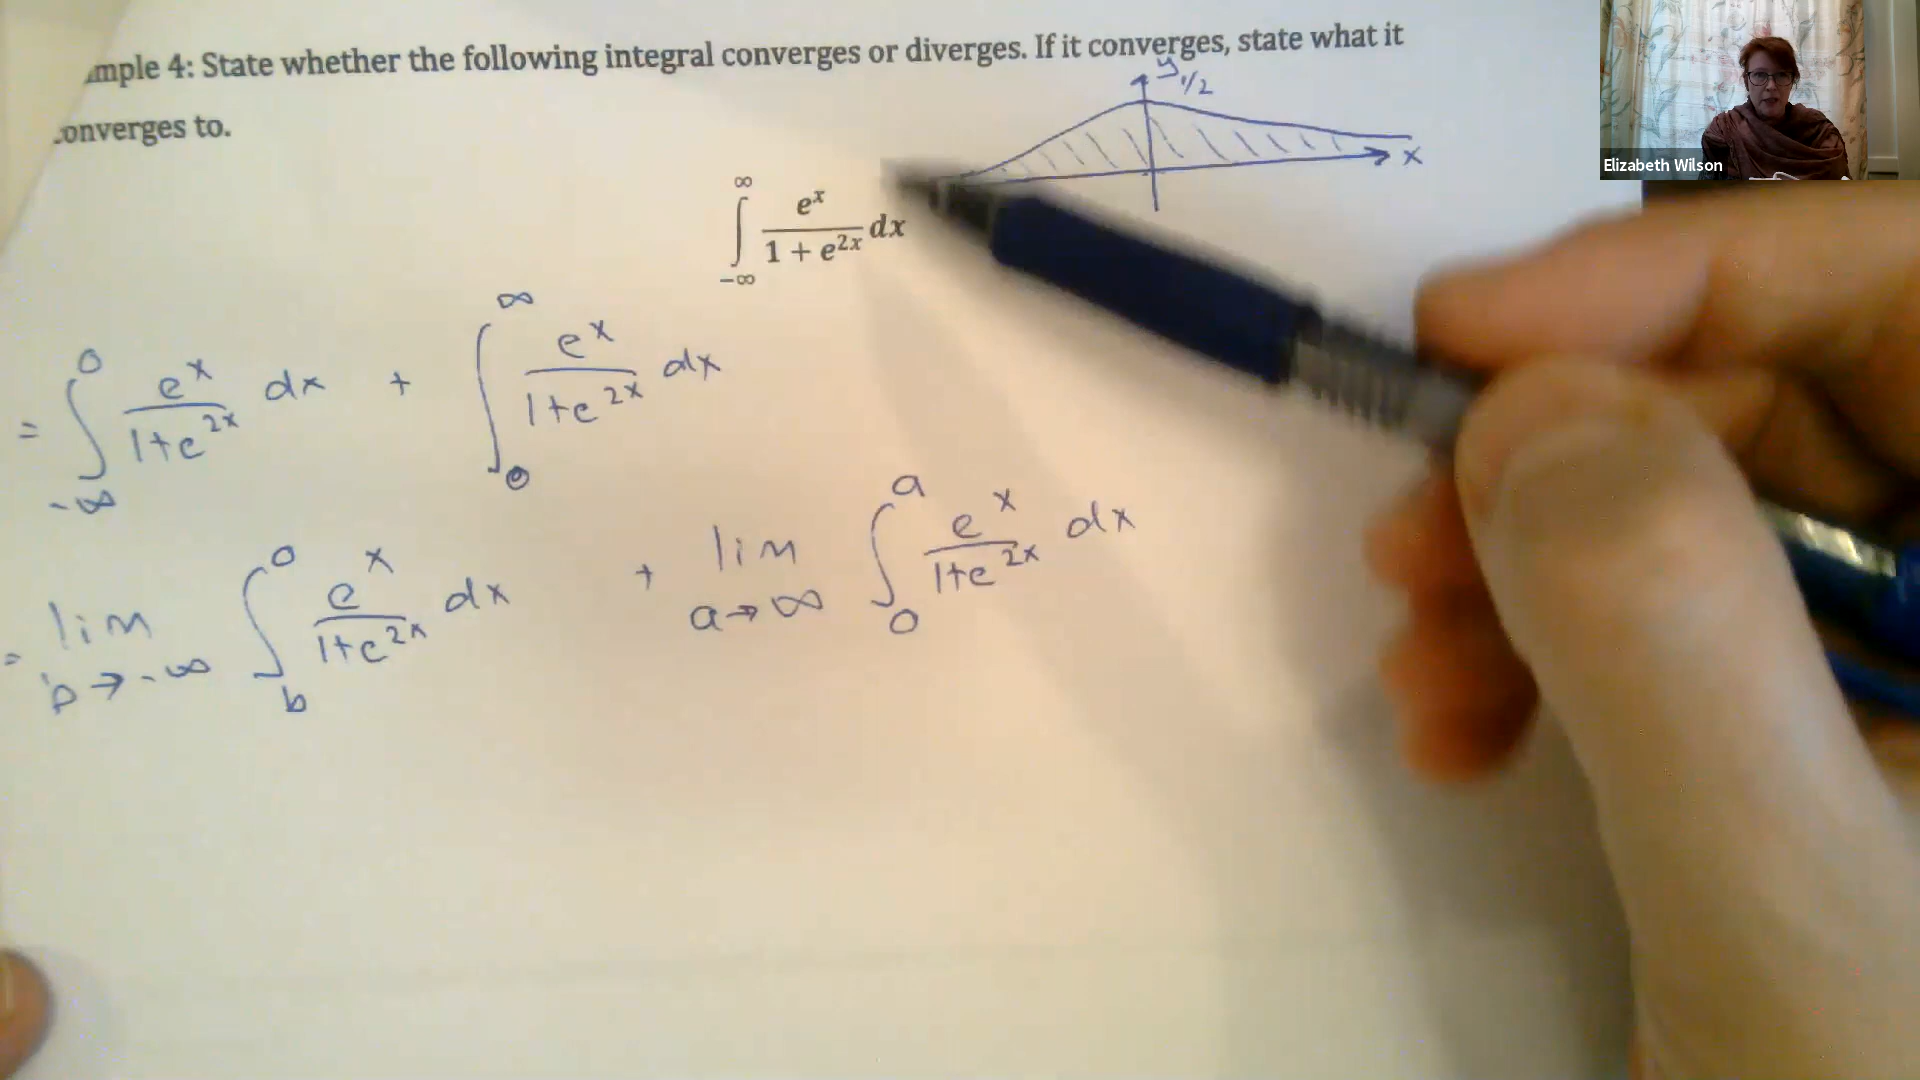 mple 4: State whether the following integral converges or diverges. If it converges, state what it
onverges to.
y 1/2
x
Elizabeth Wilson
∫_{-∞}^{∞} e^x / (1 + e^{2x}) dx
= ∫_{-∞}^{0} e^x / (1+e^{2x}) dx + ∫_{0}^{∞} e^x / (1+e^{2x}) dx
= lim_{b→-∞} ∫_{b}^{0} e^x / (1+e^{2x}) dx + lim_{a→∞} ∫_{0}^{a} e^x / (1+e^{2x}) dx